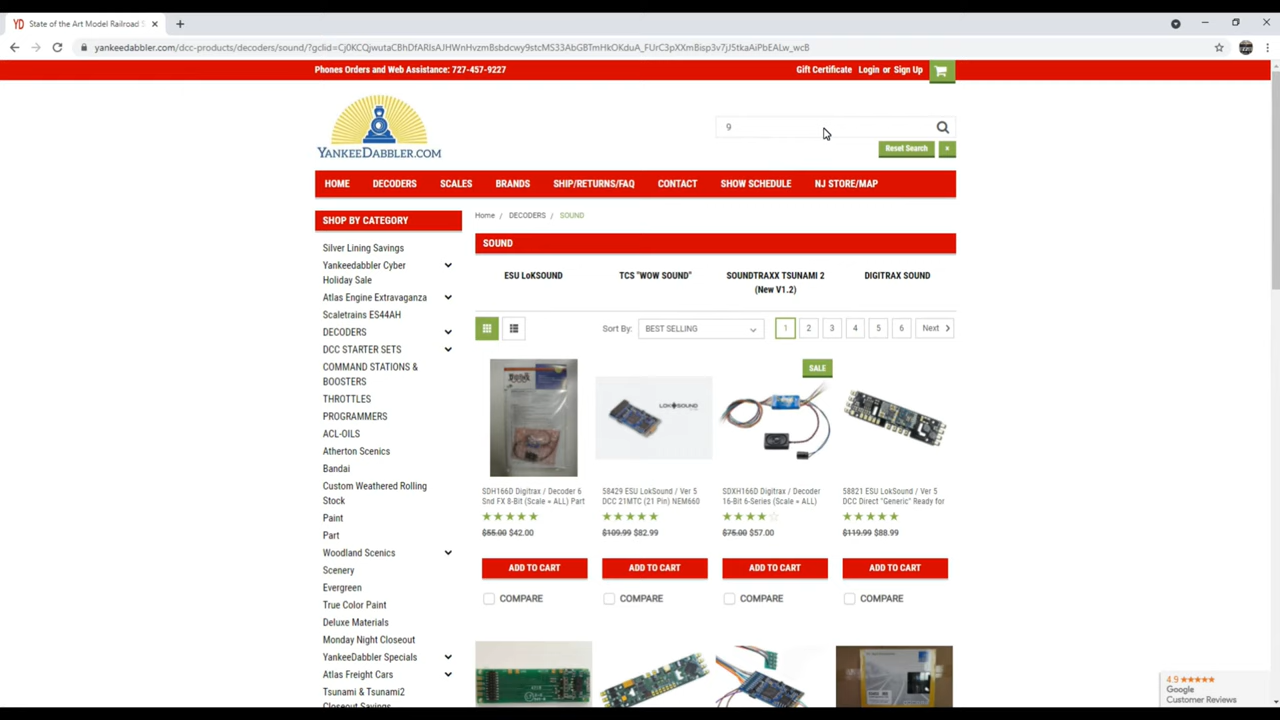 YD State of the Art Model Railroad S
yankeedabbler.com/dcc-products/decoders/sound/?gclid=Cj0KCQjwutaCBhDfARIsAJHWnHvzmBsbdcwy9stcMS33AbGBTmHkOKduA_FUrC3pXXmBisp3v7jJ5tkaAiPbEALw_wcB
Phones Orders and Web Assistance: 727-457-9227
Gift Certificate Login or Sign Up
YANKEEDABBLER.COM
9
Reset Search ×
HOME DECODERS SCALES BRANDS SHIP/RETURNS/FAQ CONTACT SHOW SCHEDULE NJ STORE/MAP
SHOP BY CATEGORY
Silver Lining Savings
Yankeedabbler Cyber
Holiday Sale
Atlas Engine Extravaganza
Scaletrains ES44AH
DECODERS
DCC STARTER SETS
COMMAND STATIONS &
BOOSTERS
THROTTLES
PROGRAMMERS
ACL-OILS
Atherton Scenics
Bandai
Custom Weathered Rolling
Stock
Paint
Part
Woodland Scenics
Scenery
Evergreen
True Color Paint
Deluxe Materials
Monday Night Closeout
YankeeDabbler Specials
Atlas Freight Cars
Tsunami & Tsunami2
Closeout Savings
Home / DECODERS / SOUND
SOUND
ESU LoKSOUND TCS "WOW SOUND" SOUNDTRAXX TSUNAMI 2 DIGITRAX SOUND
(New V1.2)
Sort By: BEST SELLING 1 2 3 4 5 6 Next
SALE
LOKSOUND
SDH166D Digitrax / Decoder 6
Snd FX 8-Bit (Scale = ALL) Part
$55.00 $42.00
ADD TO CART
COMPARE
58429 ESU LokSound / Ver 5
DCC 21MTC (21 Pin) NEM660
$109.99 $82.99
ADD TO CART
COMPARE
SDXH166D Digitrax / Decoder
16-Bit 6-Series (Scale = ALL)
$75.00 $57.00
ADD TO CART
COMPARE
58821 ESU LokSound / Ver 5
DCC Direct "Generic" Ready for
$119.99 $88.99
ADD TO CART
COMPARE
4.9
Google
Customer Reviews